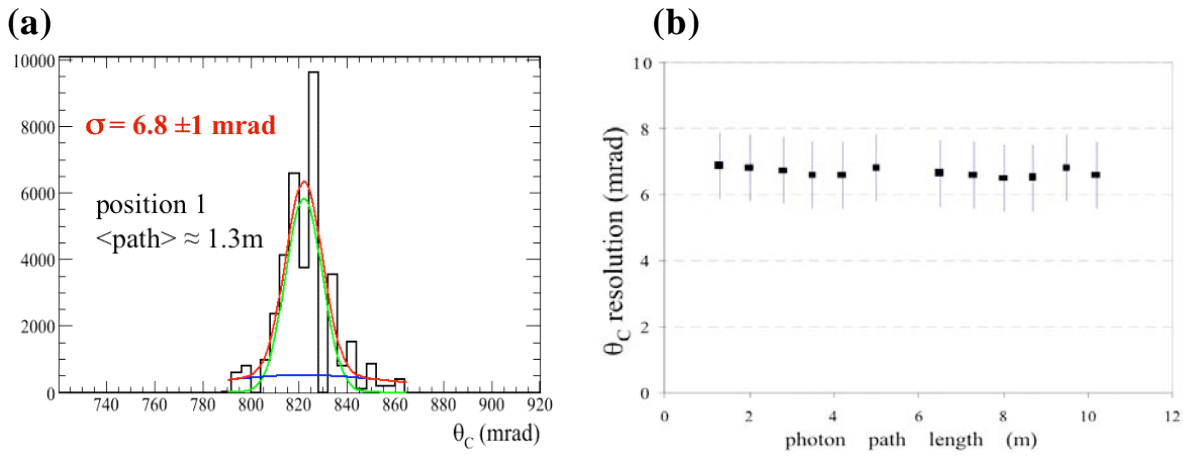 (a)
10000
8000
6000
4000
2000
0
σ = 6.8 ±1 mrad
position 1
<path> ≈ 1.3m
740 760 780 800 820 840 860 880 900 920
θC (mrad)
(b)
10
8
6
4
2
0
θC resolution (mrad)
0 2 4 6 8 10 12
photon path length (m)